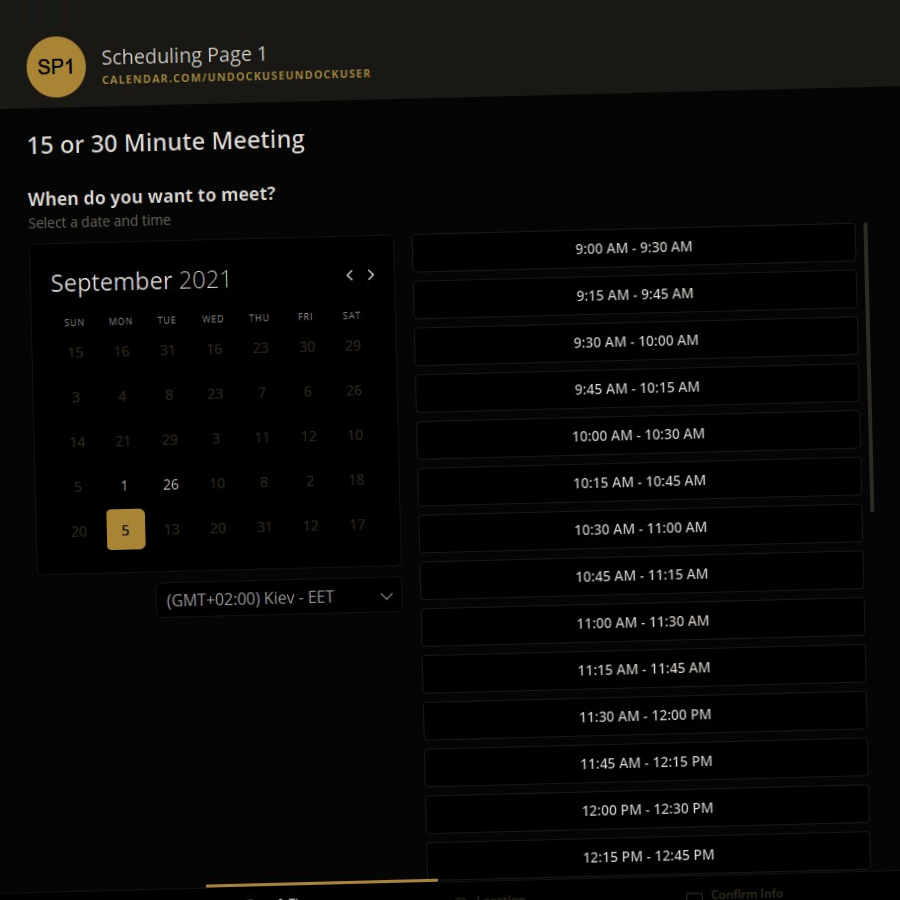 SP1
Scheduling Page 1
CALENDAR.COM/UNDOCKUSEUNDOCKUSER
15 or 30 Minute Meeting
When do you want to meet?
Select a date and time
September 2021
SUN MON TUE WED THU FRI SAT
15 16 31 16 23 30 29
3 4 8 23 7 6 26
14 21 29 3 11 12 10
5 1 26 10 8 2 18
20 5 13 20 31 12 17
(GMT+02:00) Kiev - EET
9:00 AM - 9:30 AM
9:15 AM - 9:45 AM
9:30 AM - 10:00 AM
9:45 AM - 10:15 AM
10:00 AM - 10:30 AM
10:15 AM - 10:45 AM
10:30 AM - 11:00 AM
10:45 AM - 11:15 AM
11:00 AM - 11:30 AM
11:15 AM - 11:45 AM
11:30 AM - 12:00 PM
11:45 AM - 12:15 PM
12:00 PM - 12:30 PM
12:15 PM - 12:45 PM
Confirm Info